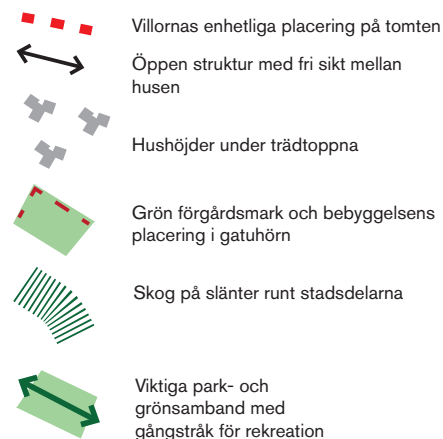 Villornas enhetliga placering på tomten
Öppen struktur med fri sikt mellan
husen
Hushöjder under trädtoppna
Grön förgårdsmark och bebyggelsens
placering i gatuhörn
Skog på slänter runt stadsdelarna
Viktiga park- och
grönsamband med
gångstråk för rekreation